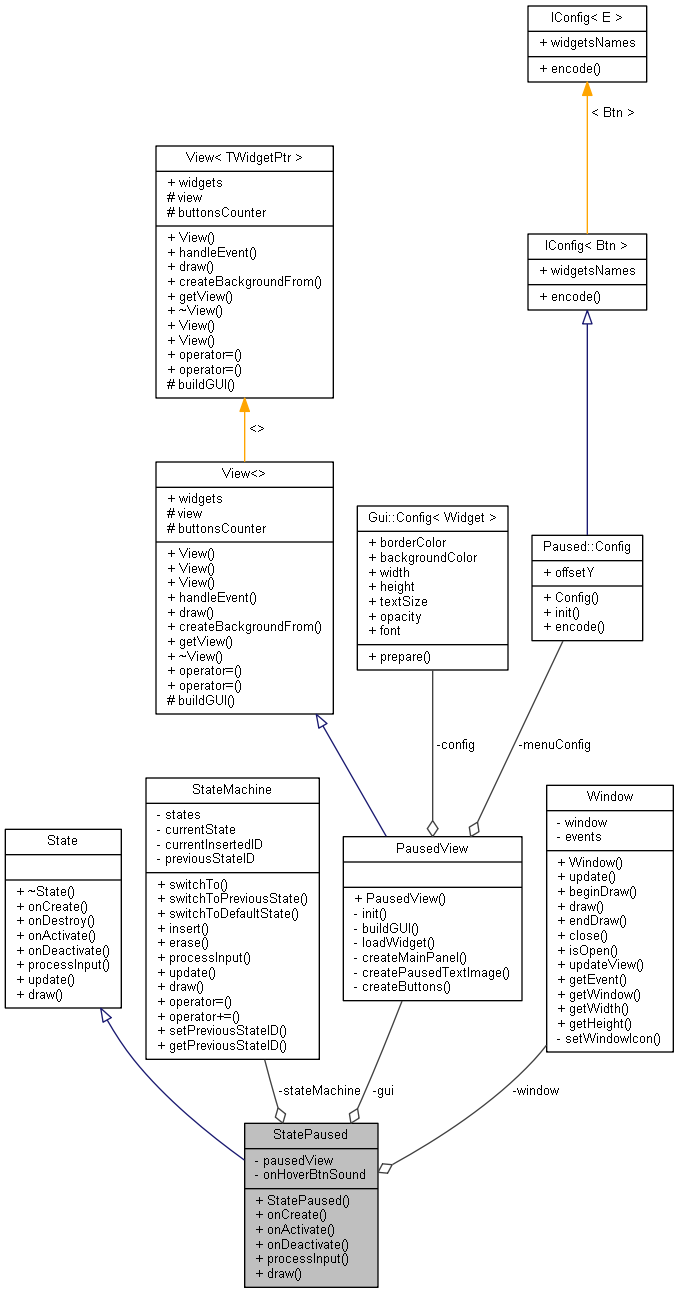 IConfig< E >
+ widgetsNames
+ encode()
< Btn >
View< TWidgetPtr >
+ widgets
# view
# buttonsCounter
+ View()
+ handleEvent()
+ draw()
+ createBackgroundFrom()
+ getView()
+ ~View()
+ View()
+ View()
+ operator=()
+ operator=()
# buildGUI()
IConfig< Btn >
+ widgetsNames
+ encode()
<>
View<>
+ widgets
# view
# buttonsCounter
+ View()
+ View()
+ View()
+ handleEvent()
+ draw()
+ createBackgroundFrom()
+ getView()
+ ~View()
+ operator=()
+ operator=()
# buildGUI()
Gui::Config< Widget >
+ borderColor
+ backgroundColor
+ width
+ height
+ textSize
+ opacity
+ font
+ prepare()
Paused::Config
+ offsetY
+ Config()
+ init()
+ encode()
-config
-menuConfig
State
+ ~State()
+ onCreate()
+ onDestroy()
+ onActivate()
+ onDeactivate()
+ processInput()
+ update()
+ draw()
StateMachine
- states
- currentState
- currentInsertedID
- previousStateID
+ switchTo()
+ switchToPreviousState()
+ switchToDefaultState()
+ insert()
+ erase()
+ processInput()
+ update()
+ draw()
+ operator=()
+ operator+=()
+ setPreviousStateID()
+ getPreviousStateID()
PausedView
+ PausedView()
- init()
- buildGUI()
- loadWidget()
- createMainPanel()
- createPausedTextImage()
- createButtons()
Window
- window
- events
+ Window()
+ update()
+ beginDraw()
+ draw()
+ endDraw()
+ close()
+ isOpen()
+ updateView()
+ getEvent()
+ getWindow()
+ getWidth()
+ getHeight()
- setWindowIcon()
-stateMachine
-gui
-window
StatePaused
- pausedView
- onHoverBtnSound
+ StatePaused()
+ onCreate()
+ onActivate()
+ onDeactivate()
+ processInput()
+ draw()